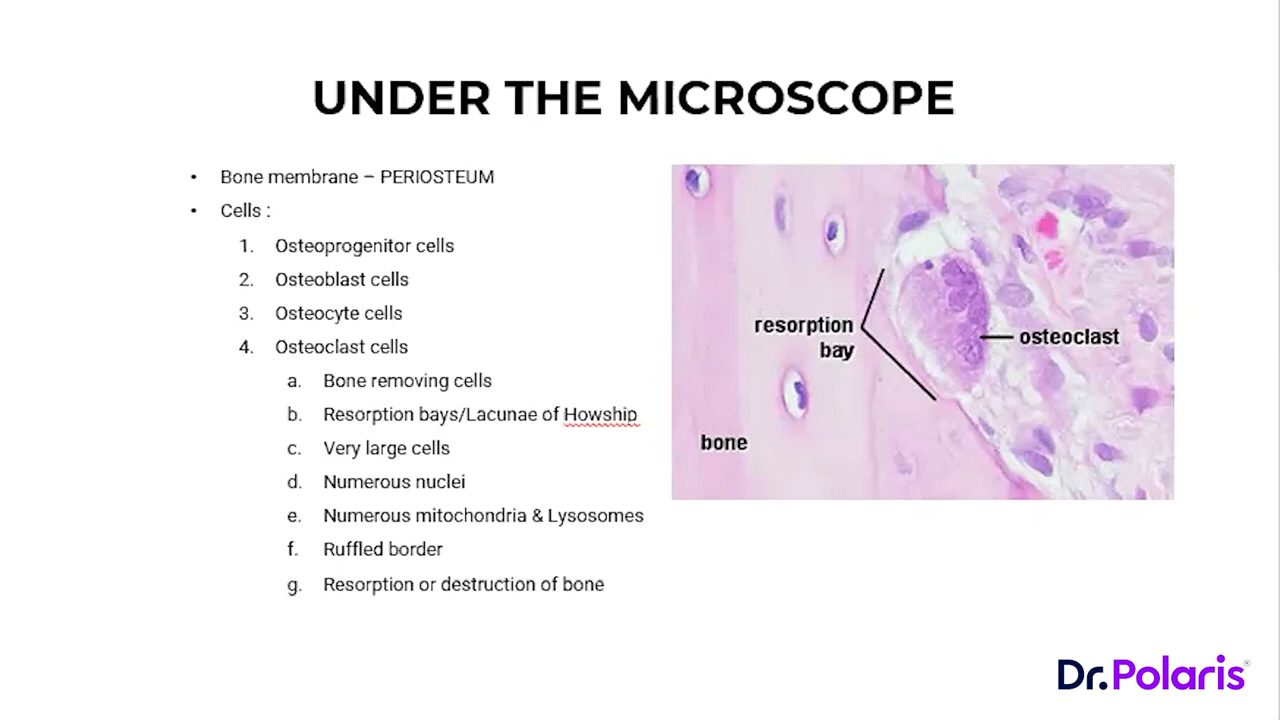 UNDER THE MICROSCOPE
• Bone membrane – PERIOSTEUM
• Cells :
1. Osteoprogenitor cells
2. Osteoblast cells
3. Osteocyte cells
4. Osteoclast cells
a. Bone removing cells
b. Resorption bays/Lacunae of Howship
c. Very large cells
d. Numerous nuclei
e. Numerous mitochondria & Lysosomes
f. Ruffled border
g. Resorption or destruction of bone
resorption
bay
osteoclast
bone
Dr.Polaris®